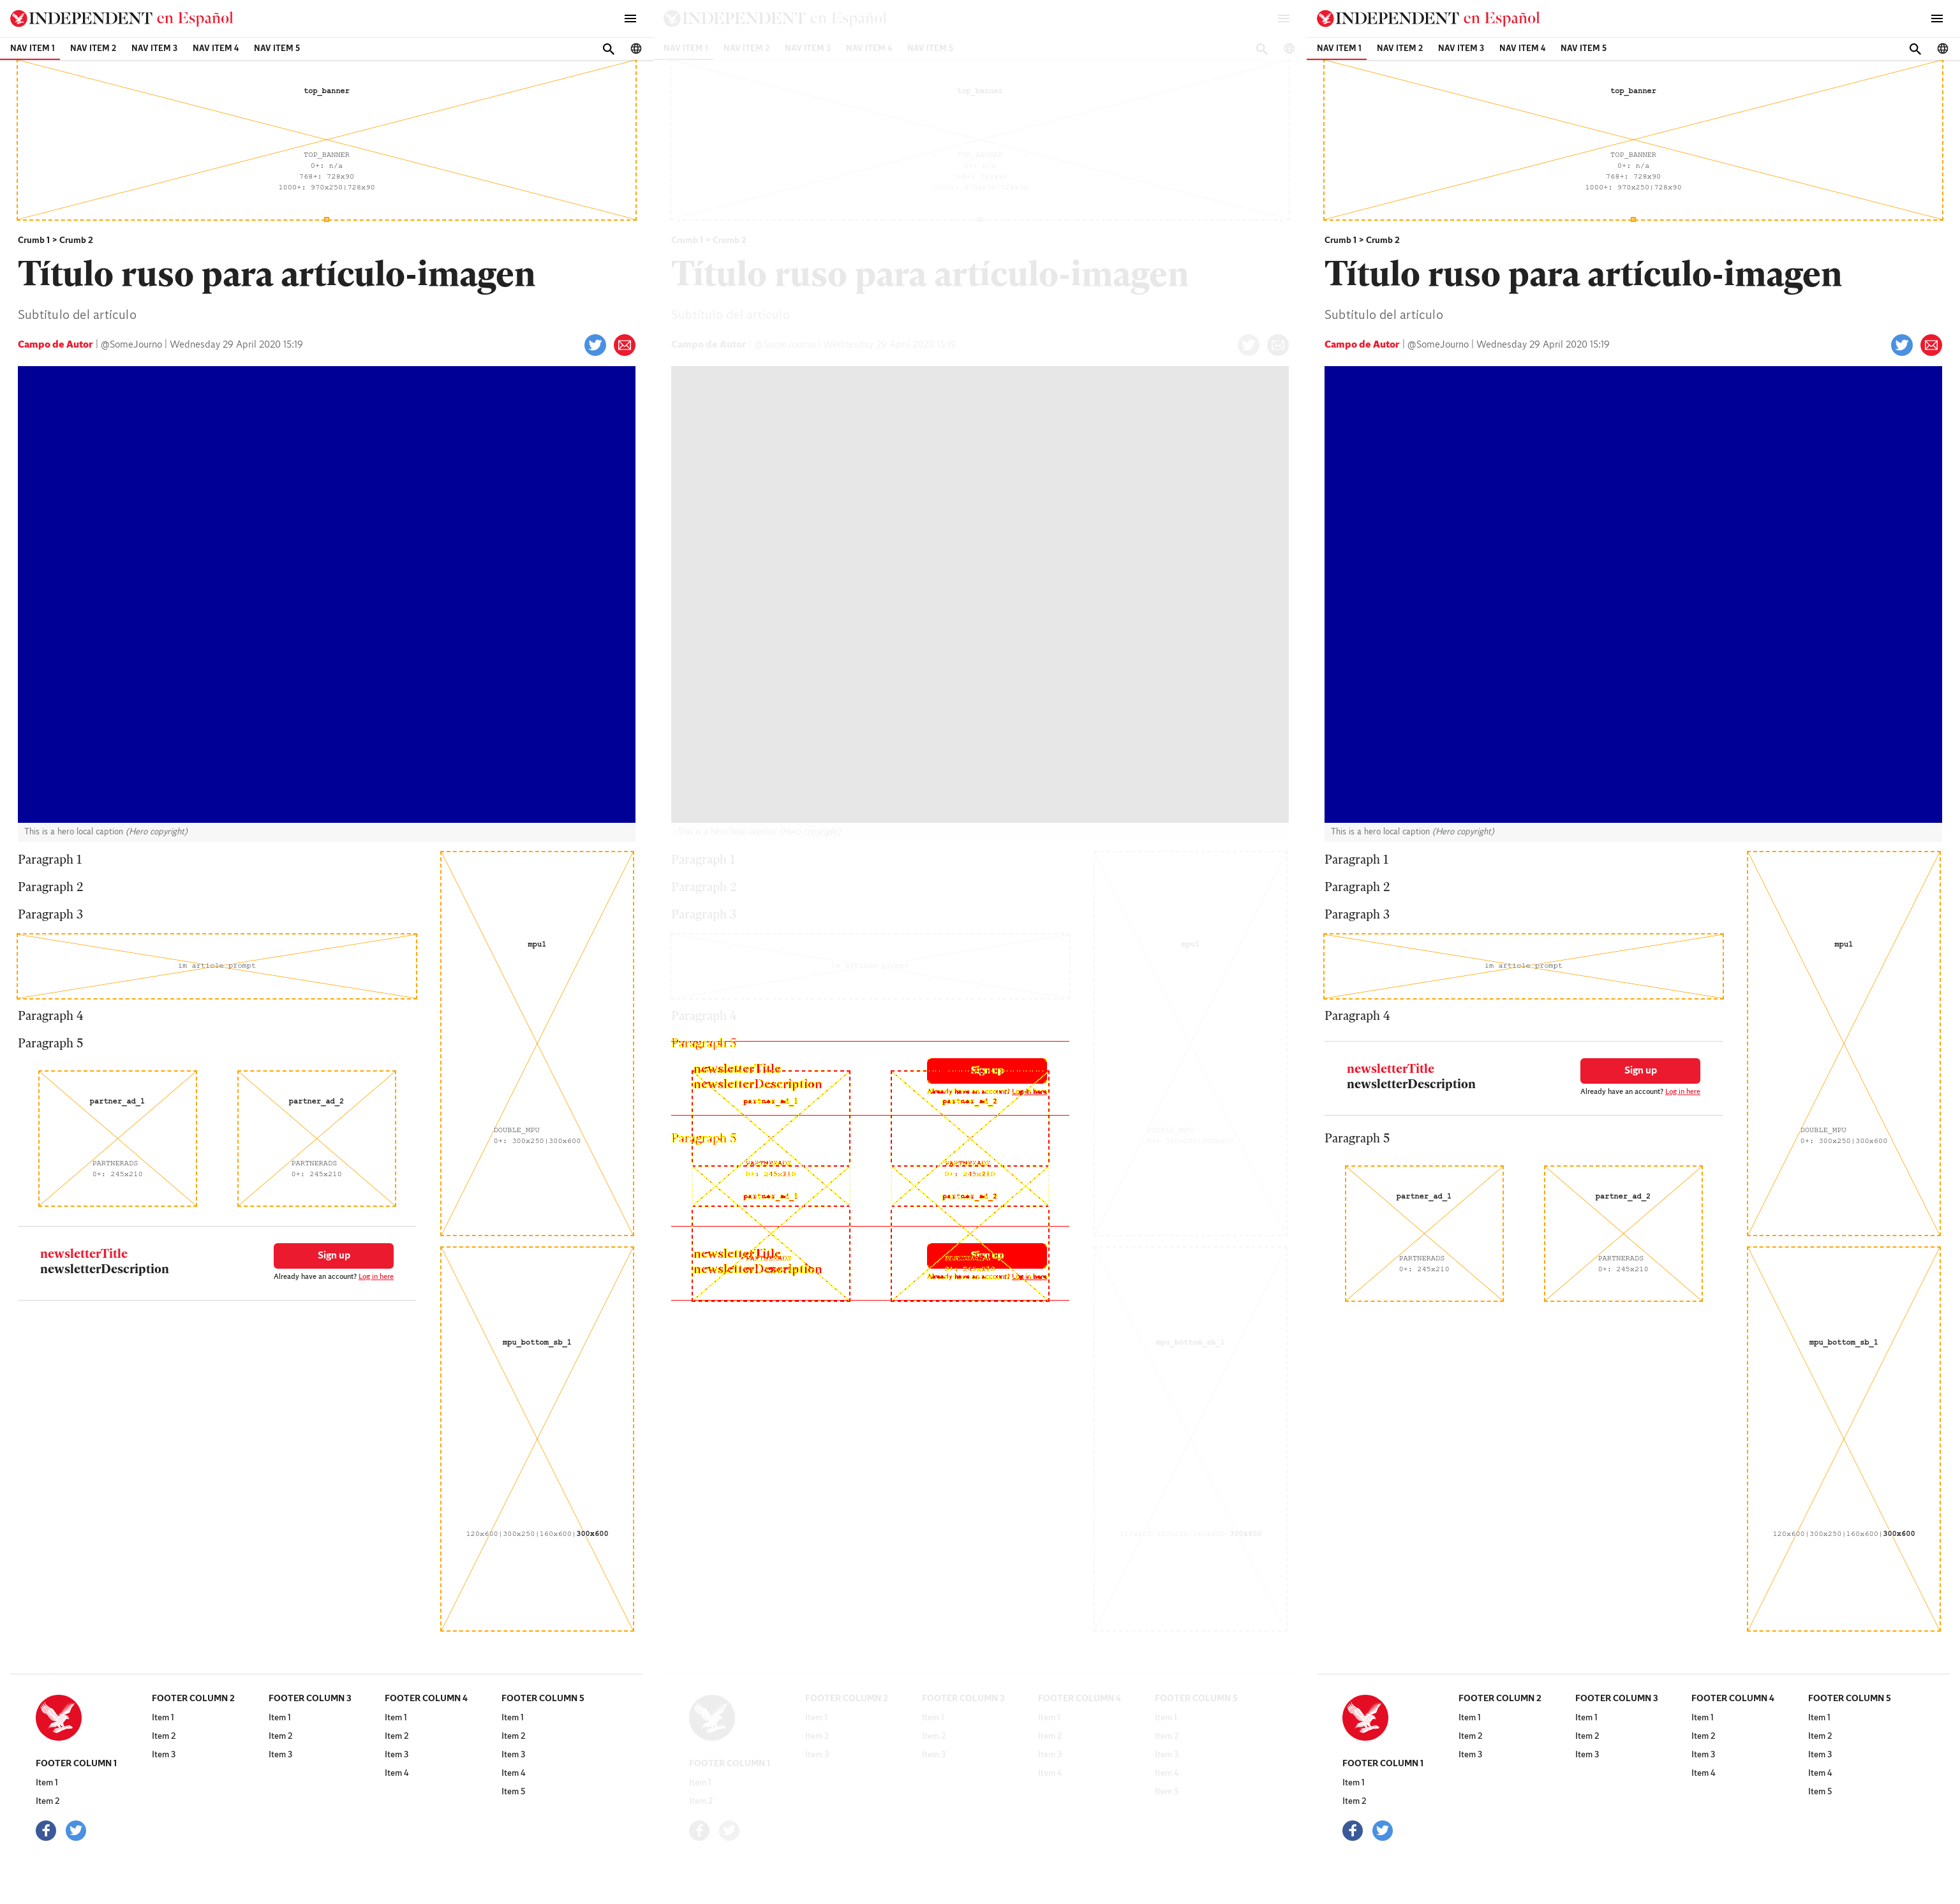 INDEPENDENT en Español
NAV ITEM 1 NAV ITEM 2 NAV ITEM 3 NAV ITEM 4 NAV ITEM 5
top_banner
TOP_BANNER
0+: n/a
768+: 728x90
1000+: 970x250|728x90
Crumb 1 > Crumb 2
Título ruso para artículo-imagen
Subtítulo del artículo
Campo de Autor | @SomeJourno | Wednesday 29 April 2020 15:19
This is a hero local caption (Hero copyright)
Paragraph 1
Paragraph 2
Paragraph 3
im article prompt
Paragraph 4
Paragraph 5
partner_ad_1
PARTNERADS
0+: 245x210
partner_ad_2
PARTNERADS
0+: 245x210
newsletterTitle
newsletterDescription
Sign up
Already have an account? Log in here
mpu1
DOUBLE_MPU
0+: 300x250|300x600
mpu_bottom_sb_1
120x600|300x250|160x600|300x600
FOOTER COLUMN 1
Item 1
Item 2
FOOTER COLUMN 2
Item 1
Item 2
Item 3
FOOTER COLUMN 3
Item 1
Item 2
Item 3
FOOTER COLUMN 4
Item 1
Item 2
Item 3
Item 4
FOOTER COLUMN 5
Item 1
Item 2
Item 3
Item 4
Item 5
INDEPENDENT en Español
NAV ITEM 1 NAV ITEM 2 NAV ITEM 3 NAV ITEM 4 NAV ITEM 5
top_banner
Crumb 1 > Crumb 2
Título ruso para artículo-imagen
Subtítulo del artículo
Campo de Autor | @SomeJourno | Wednesday 29 April 2020 15:19
This is a hero local caption (Hero copyright)
Paragraph 1
Paragraph 2
Paragraph 3
Paragraph 4
Paragraph 5
newsletterTitle
newsletterDescription
Sign up
Already have an account? Log in here
partner_ad_1
partner_ad_2
Paragraph 5
PARTNERADS
0+: 245x210
PARTNERADS
0+: 245x210
partner_ad_1
partner_ad_2
newsletterTitle
newsletterDescription
Sign up
Already have an account? Log in here
mpu1
mpu_bottom_sb_1
FOOTER COLUMN 1
Item 1
Item 2
FOOTER COLUMN 2
Item 1
Item 2
Item 3
FOOTER COLUMN 3
Item 1
Item 2
Item 3
FOOTER COLUMN 4
Item 1
Item 2
Item 3
Item 4
FOOTER COLUMN 5
Item 1
Item 2
Item 3
Item 4
Item 5
INDEPENDENT en Español
NAV ITEM 1 NAV ITEM 2 NAV ITEM 3 NAV ITEM 4 NAV ITEM 5
top_banner
TOP_BANNER
0+: n/a
768+: 728x90
1000+: 970x250|728x90
Crumb 1 > Crumb 2
Título ruso para artículo-imagen
Subtítulo del artículo
Campo de Autor | @SomeJourno | Wednesday 29 April 2020 15:19
This is a hero local caption (Hero copyright)
Paragraph 1
Paragraph 2
Paragraph 3
im article prompt
Paragraph 4
newsletterTitle
newsletterDescription
Sign up
Already have an account? Log in here
Paragraph 5
partner_ad_1
PARTNERADS
0+: 245x210
partner_ad_2
PARTNERADS
0+: 245x210
mpu1
DOUBLE_MPU
0+: 300x250|300x600
mpu_bottom_sb_1
120x600|300x250|160x600|300x600
FOOTER COLUMN 1
Item 1
Item 2
FOOTER COLUMN 2
Item 1
Item 2
Item 3
FOOTER COLUMN 3
Item 1
Item 2
Item 3
FOOTER COLUMN 4
Item 1
Item 2
Item 3
Item 4
FOOTER COLUMN 5
Item 1
Item 2
Item 3
Item 4
Item 5